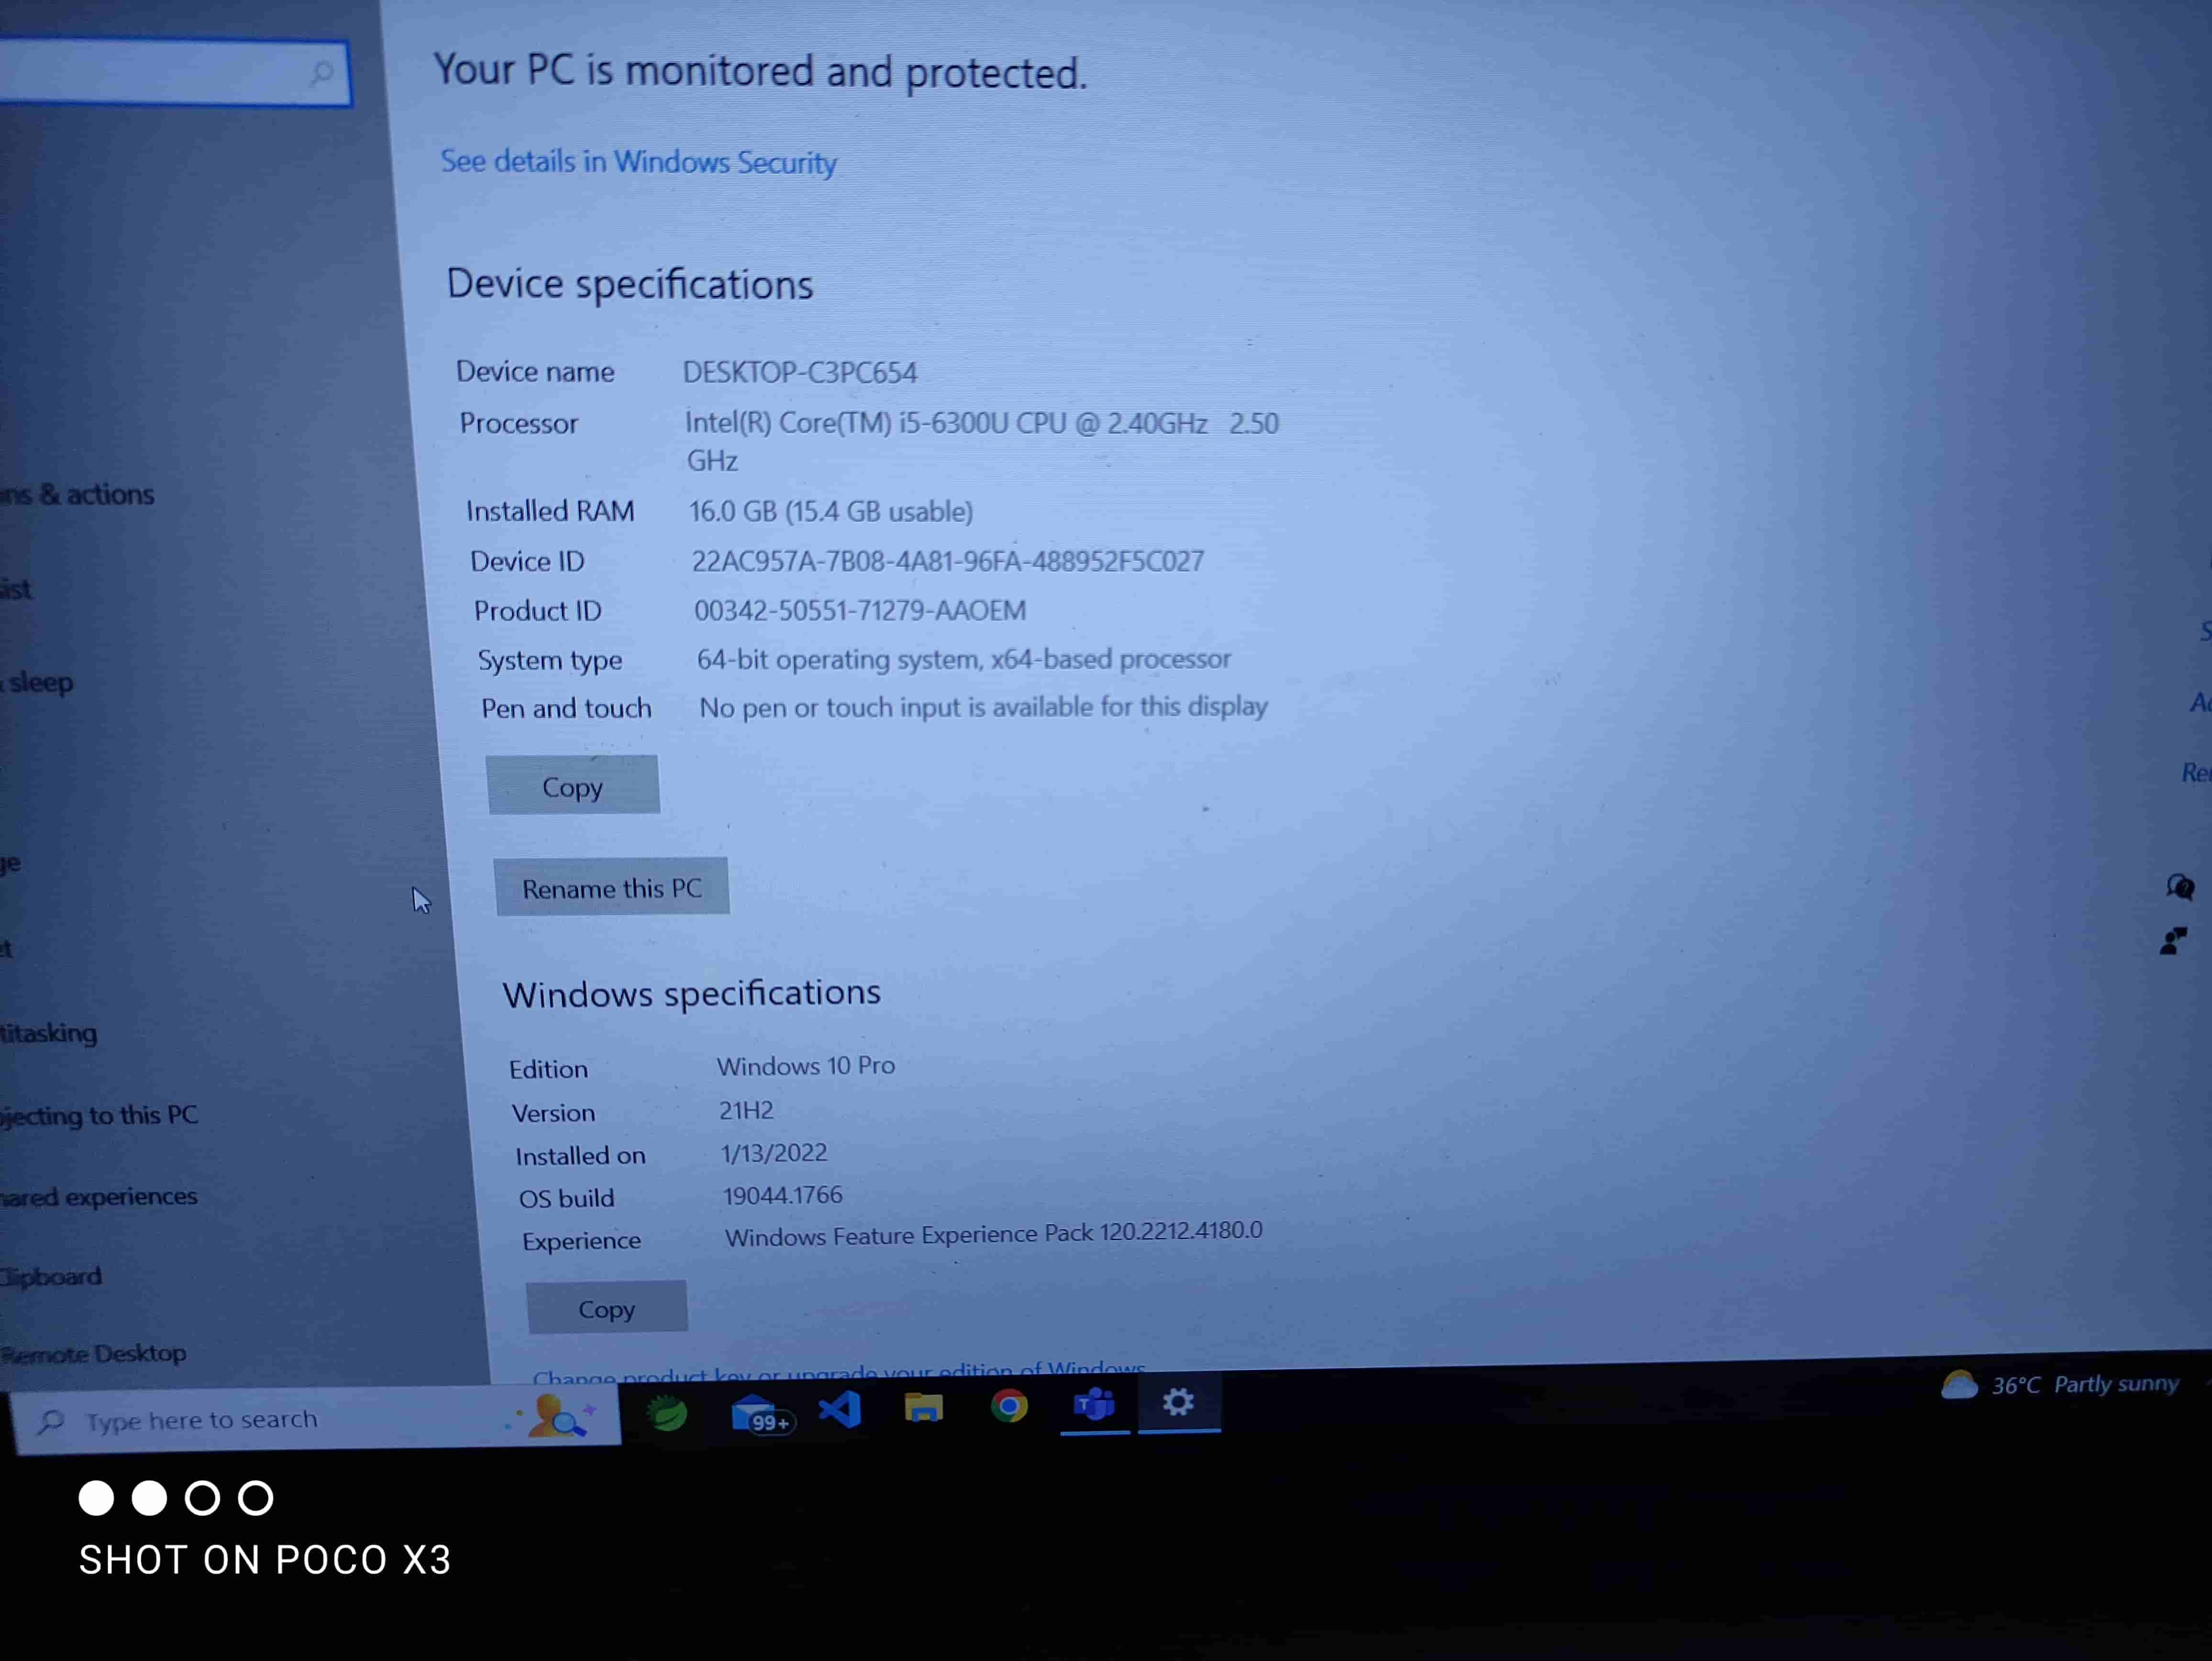 Your PC is monitored and protected.
See details in Windows Security
Device specifications
Device name DESKTOP-C3PC654
Processor Intel(R) Core(TM) i5-6300U CPU @ 2.40GHz 2.50
GHz
Installed RAM 16.0 GB (15.4 GB usable)
Device ID 22AC957A-7B08-4A81-96FA-488952F5C027
Product ID 00342-50551-71279-AAOEM
System type 64-bit operating system, x64-based processor
Pen and touch No pen or touch input is available for this display
Copy
Rename this PC
Windows specifications
Edition Windows 10 Pro
Version 21H2
Installed on 1/13/2022
OS build 19044.1766
Experience Windows Feature Experience Pack 120.2212.4180.0
Copy
Change product key or upgrade your edition of Windows
& actions
sleep
to this PC
experiences
Clipboard
Remote Desktop
Type here to search
99+
36°C Partly sunny
SHOT ON POCO X3